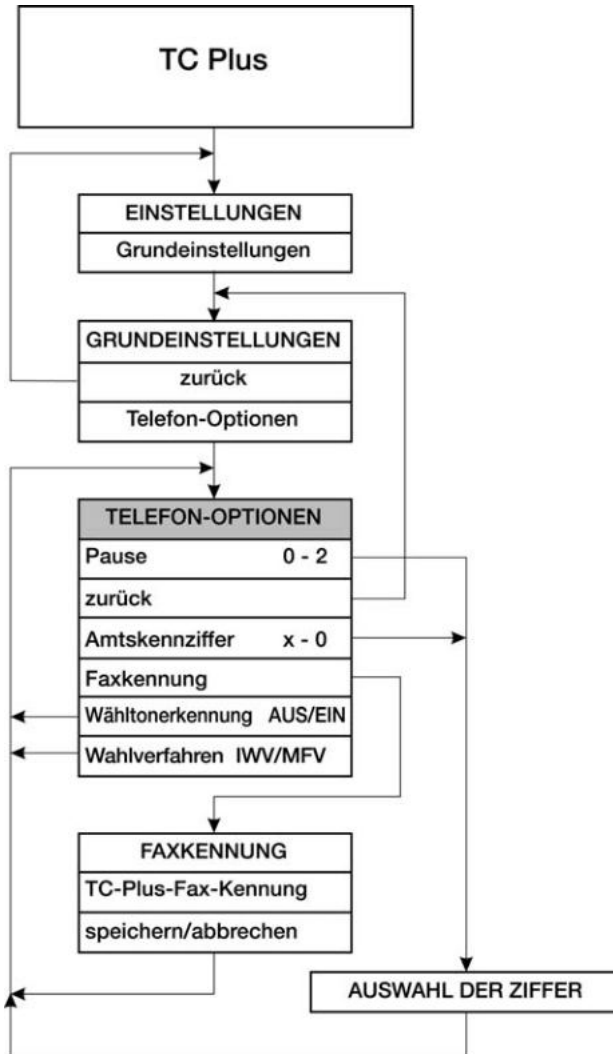 TC Plus
EINSTELLUNGEN
Grundeinstellungen
GRUNDEINSTELLUNGEN
zurück
Telefon-Optionen
TELEFON-OPTIONEN
Pause 0 - 2
zurück
Amtskennziffer x - 0
Faxkennung
Wähltonerkennung AUS/EIN
Wahlverfahren IWV/MFV
FAXKENNUNG
TC-Plus-Fax-Kennung
speichern/abbrechen
AUSWAHL DER ZIFFER